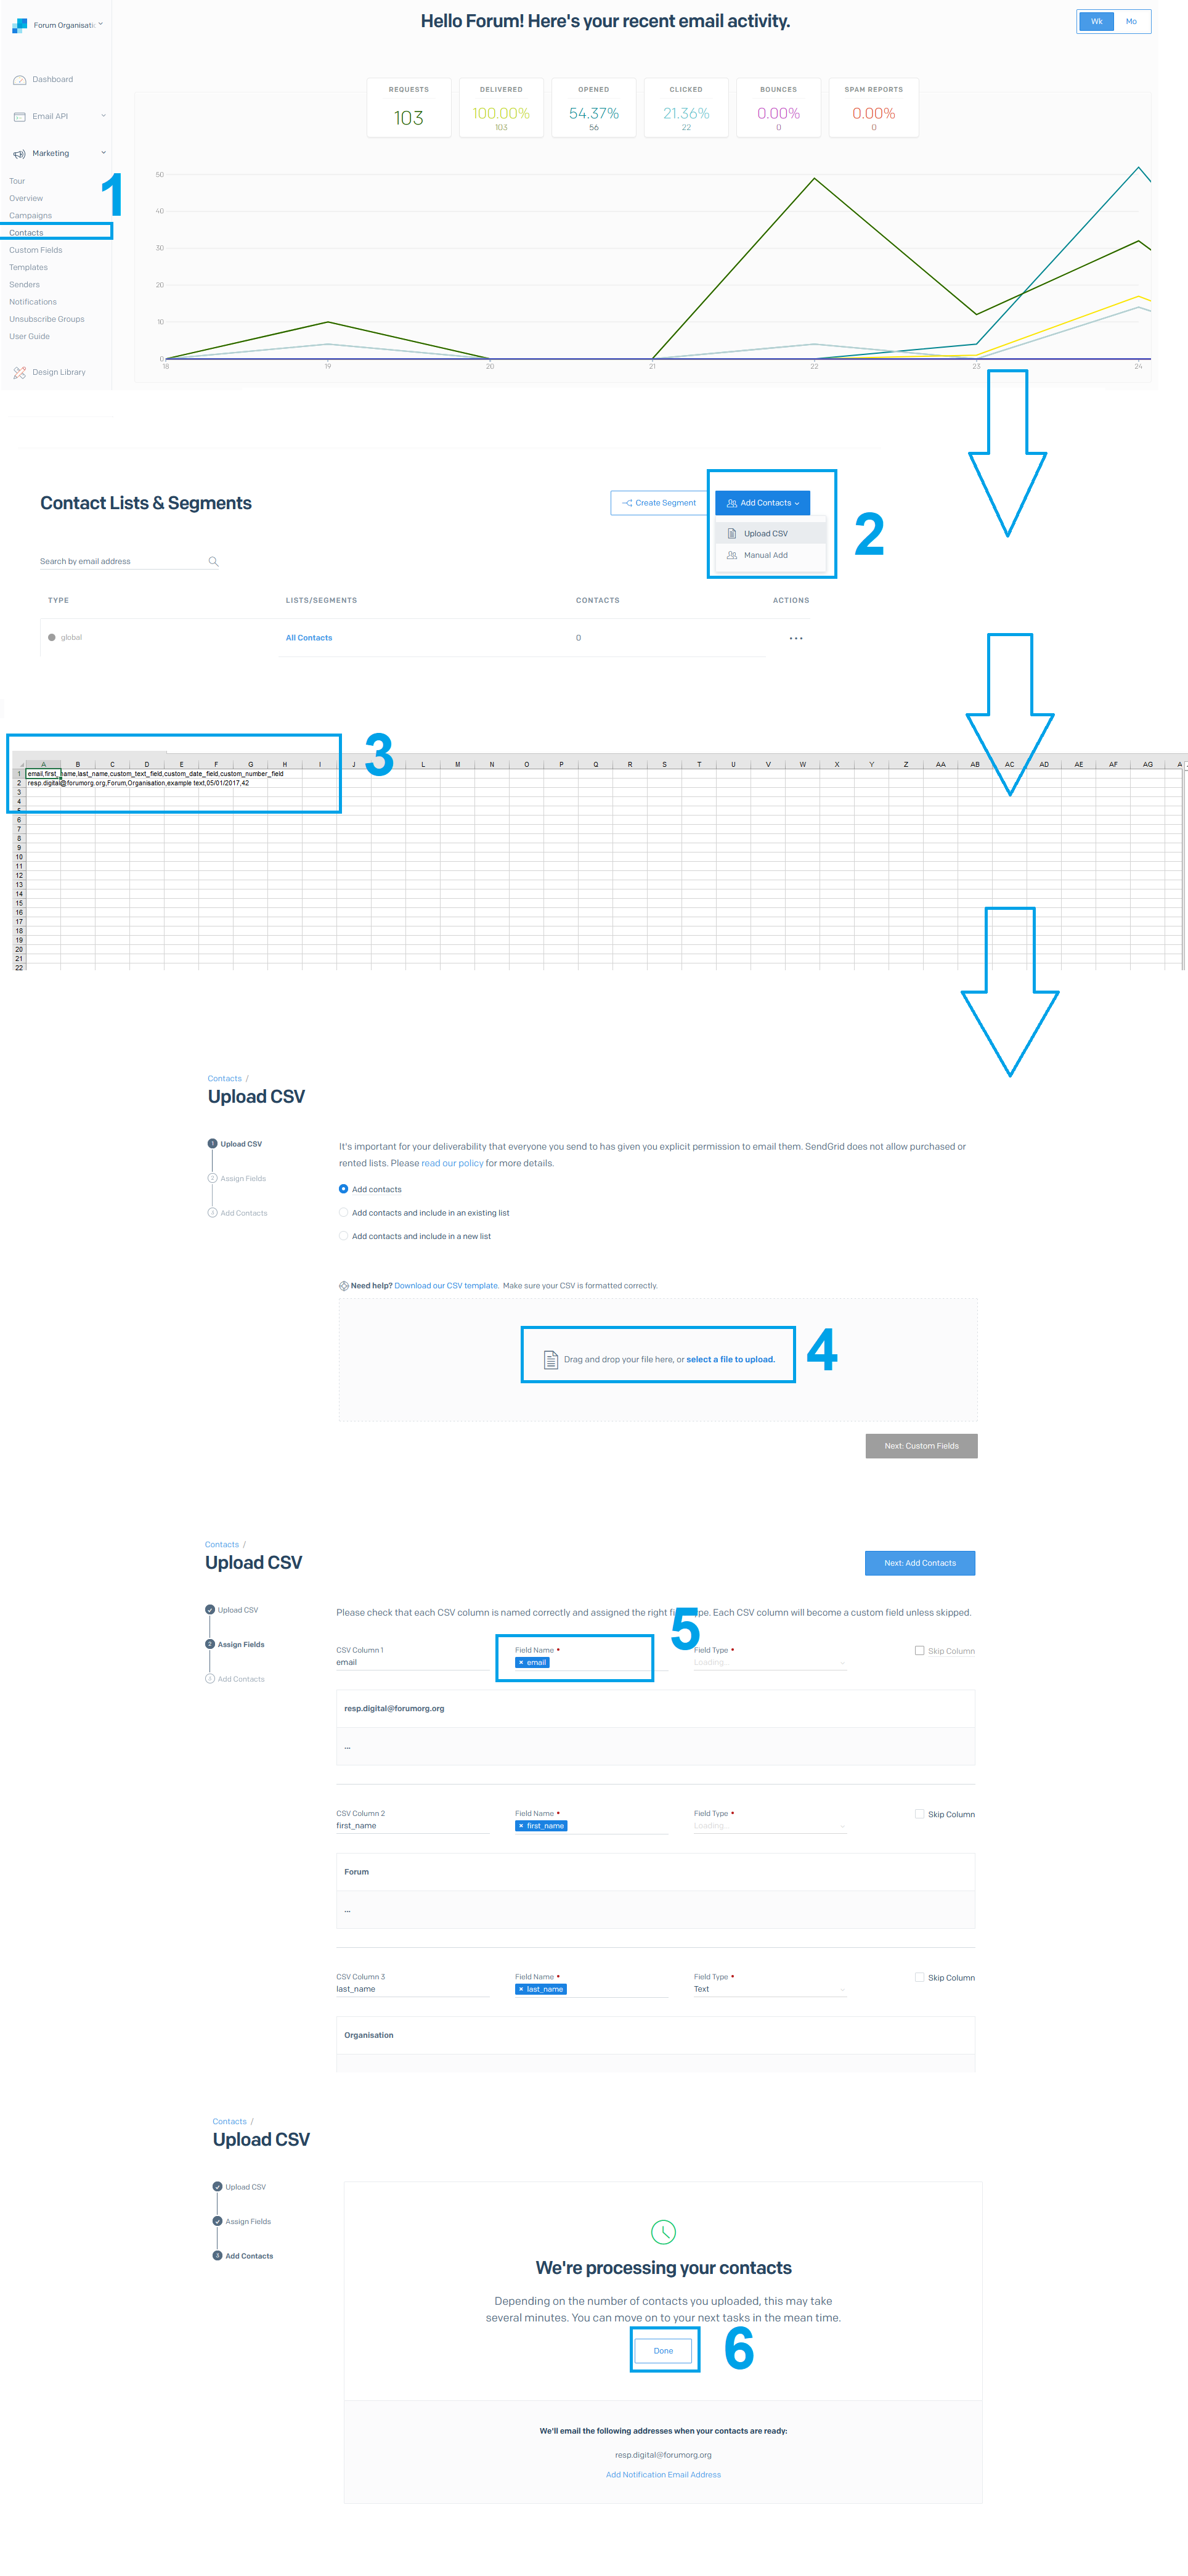 Forum Organisati
Hello Forum! Here's your recent email activity.
Wk Mo
Dashboard
Email API
Marketing
Tour
Overview
Campaigns
Contacts
Custom Fields
Templates
Senders
Notifications
Unsubscribe Groups
User Guide
Design Library
1
REQUESTS DELIVERED OPENED CLICKED BOUNCES SPAM REPORTS
103 100.00% 54.37% 21.36% 0.00% 0.00%
103 56 22 0 0
50
40
30
20
10
0
18 19 20 21 22 23 24
Contact Lists & Segments
Create Segment
Add Contacts
Upload CSV
Manual Add
2
Search by email address
TYPE LISTS/SEGMENTS CONTACTS ACTIONS
global All Contacts 0 ...
3
A B C D E F G H I J L M N O P Q R S T U V W X Y Z AA AB AC AD AE AF AG A
1 email,first_name,last_name,custom_text_field,custom_date_field,custom_number_field
2 resp.digital@forumorg.org,Forum,Organisation,example text,05/01/2017,42
3
4
5
6
7
8
9
10
11
12
13
14
15
16
17
18
19
20
21
22
Contacts /
Upload CSV
1 Upload CSV
2 Assign Fields
3 Add Contacts
It's important for your deliverability that everyone you send to has given you explicit permission to email them. SendGrid does not allow purchased or
rented lists. Please read our policy for more details.
Add contacts
Add contacts and include in an existing list
Add contacts and include in a new list
Need help? Download our CSV template. Make sure your CSV is formatted correctly.
Drag and drop your file here, or select a file to upload.
4
Next: Custom Fields
Contacts /
Upload CSV
Next: Add Contacts
Upload CSV
2 Assign Fields
3 Add Contacts
Please check that each CSV column is named correctly and assigned the right fi pe. Each CSV column will become a custom field unless skipped.
5
CSV Column 1 Field Name • Field Type • Skip Column
email × email Loading...
resp.digital@forumorg.org
...
CSV Column 2 Field Name • Field Type • Skip Column
first_name × first_name Loading...
Forum
...
CSV Column 3 Field Name • Field Type • Skip Column
last_name × last_name Text
Organisation
Contacts /
Upload CSV
Upload CSV
Assign Fields
3 Add Contacts
We're processing your contacts
Depending on the number of contacts you uploaded, this may take
several minutes. You can move on to your next tasks in the mean time.
Done
6
We'll email the following addresses when your contacts are ready:
resp.digital@forumorg.org
Add Notification Email Address